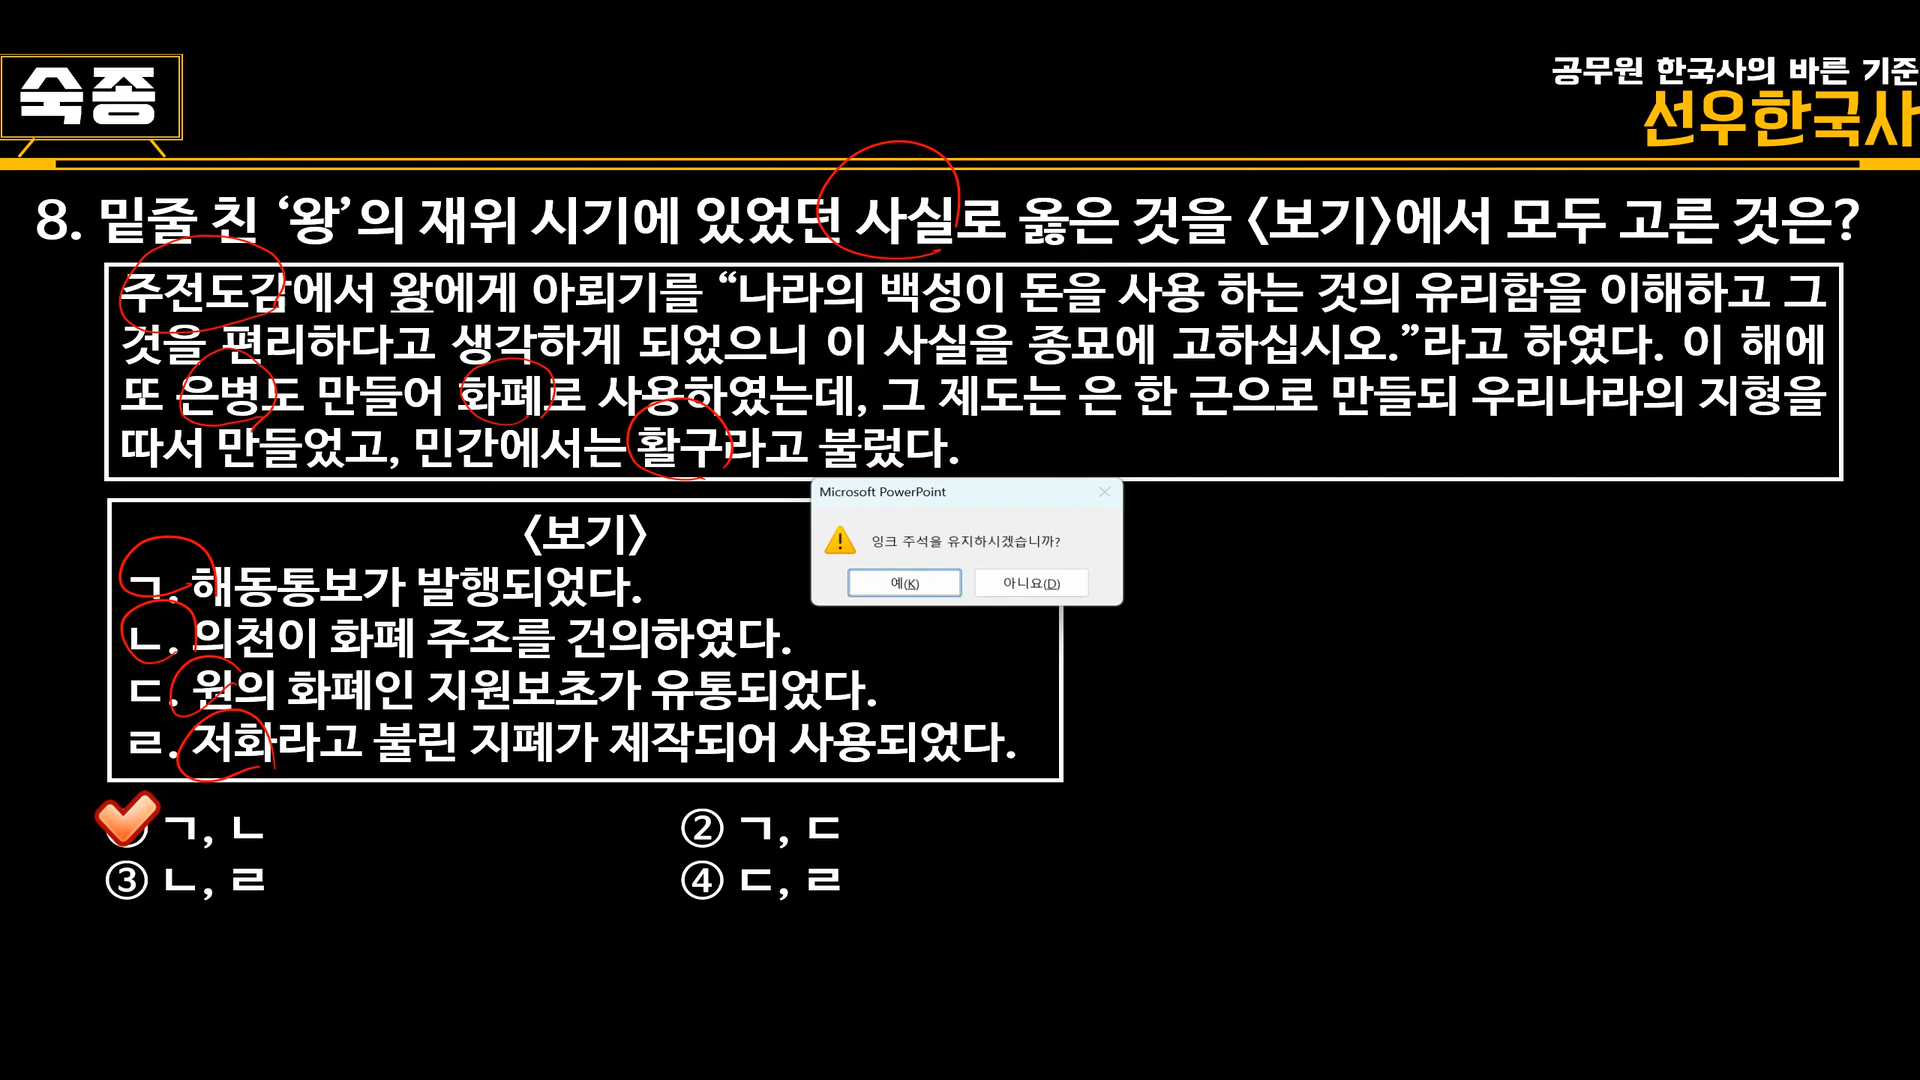 숙종
공무원 한국사의 바른 기준
선우한국사
8. 밑줄 친 ‘왕’의 재위 시기에 있었던 사실로 옳은 것을 〈보기〉에서 모두 고른 것은?
주전도감에서 왕에게 아뢰기를 “나라의 백성이 돈을 사용 하는 것의 유리함을 이해하고 그
것을 편리하다고 생각하게 되었으니 이 사실을 종묘에 고하십시오.”라고 하였다. 이 해에
또 은병도 만들어 화폐로 사용하였는데, 그 제도는 은 한 근으로 만들되 우리나라의 지형을
따서 만들었고, 민간에서는 활구라고 불렀다.
Microsoft PowerPoint
잉크 주석을 유지하시겠습니까?
예(K)
아니요(D)
〈보기〉
ㄱ. 해동통보가 발행되었다.
ㄴ. 의천이 화폐 주조를 건의하였다.
ㄷ. 원의 화폐인 지원보초가 유통되었다.
ㄹ. 저화라고 불린 지폐가 제작되어 사용되었다.
① ㄱ, ㄴ
② ㄱ, ㄷ
③ ㄴ, ㄹ
④ ㄷ, ㄹ